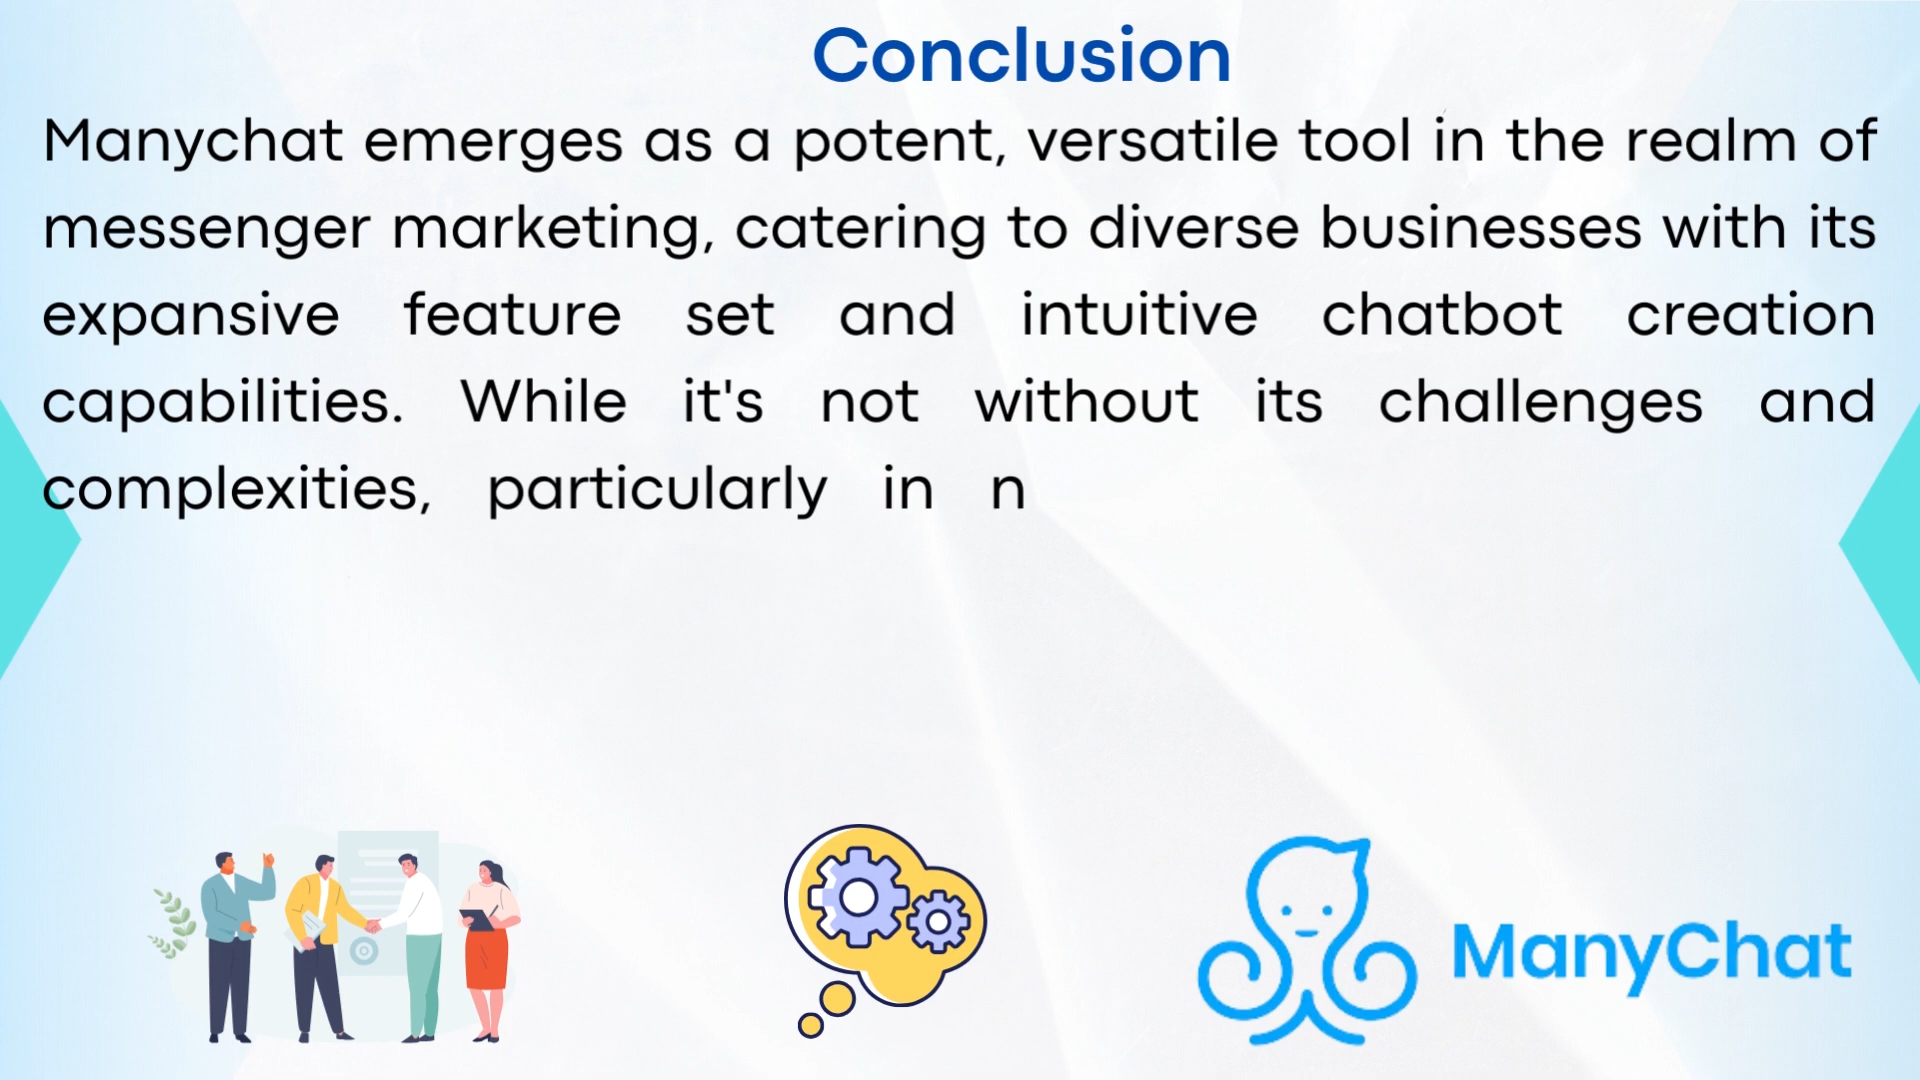 Conclusion
Manychat emerges as a potent, versatile tool in the realm of
messenger marketing, catering to diverse businesses with its
expansive feature set and intuitive chatbot creation
capabilities. While it's not without its challenges and
complexities, particularly in n
ManyChat